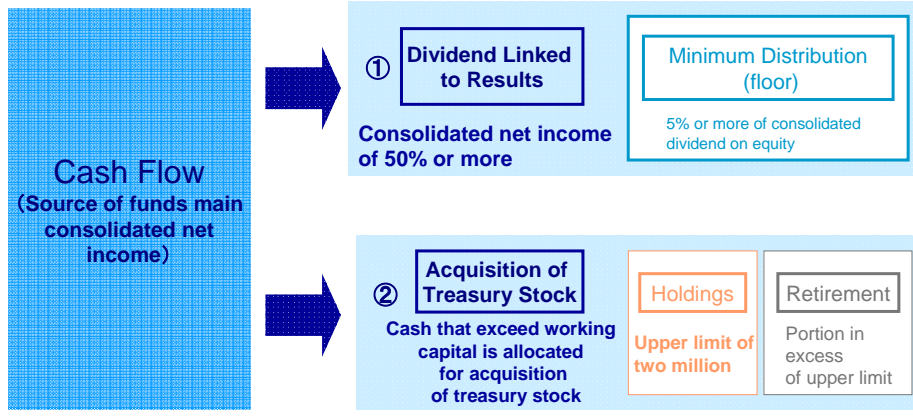 Cash Flow
(Source of funds main
consolidated net
income)
①
Dividend Linked
to Results
Consolidated net income
of 50% or more
Minimum Distribution
(floor)
5% or more of consolidated
dividend on equity
②
Acquisition of
Treasury Stock
Cash that exceed working
capital is allocated
for acquisition
of treasury stock
Holdings
Upper limit of
two million
Retirement
Portion in
excess
of upper limit